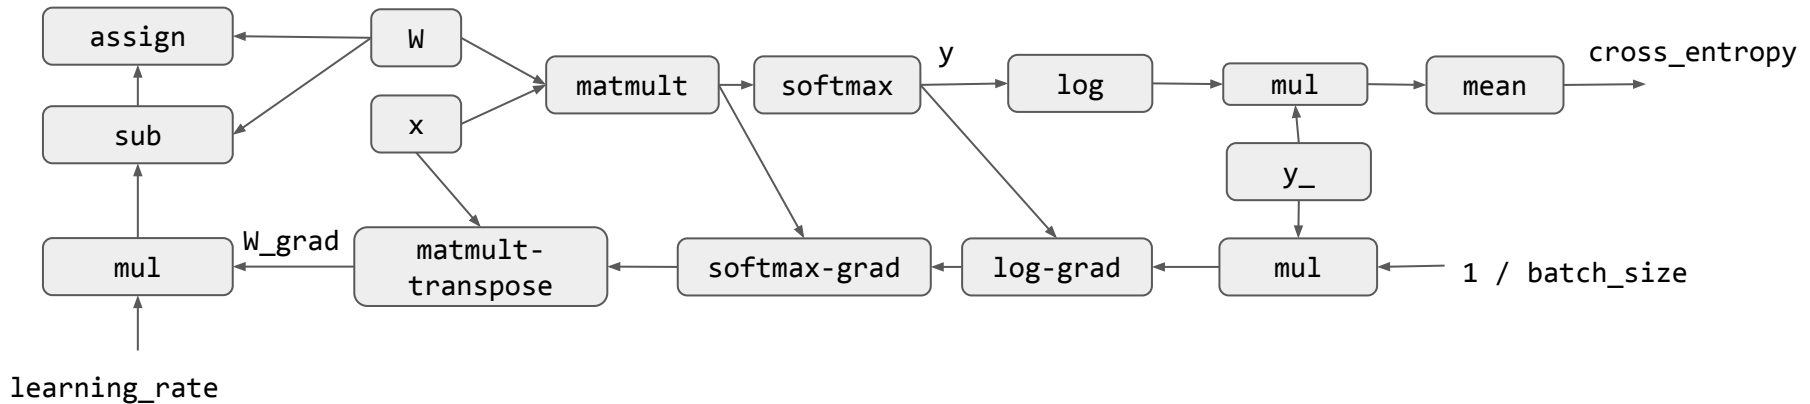 assign
W
y
cross_entropy
matmult
softmax
log
mul
mean
x
sub
y_
W_grad
mul
matmult-
transpose
softmax-grad
log-grad
mul
1 / batch_size
learning_rate